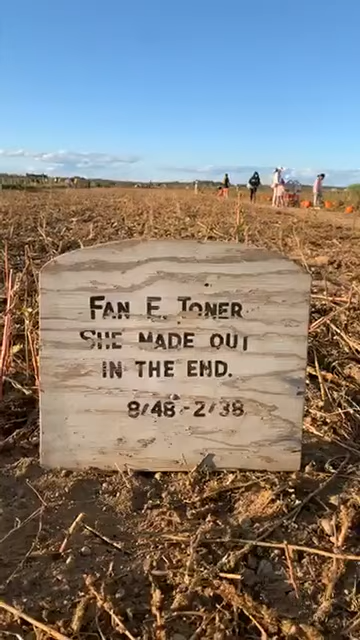 FAN E. TONER
SHE MADE OUT
IN THE END.
8/48-2/38